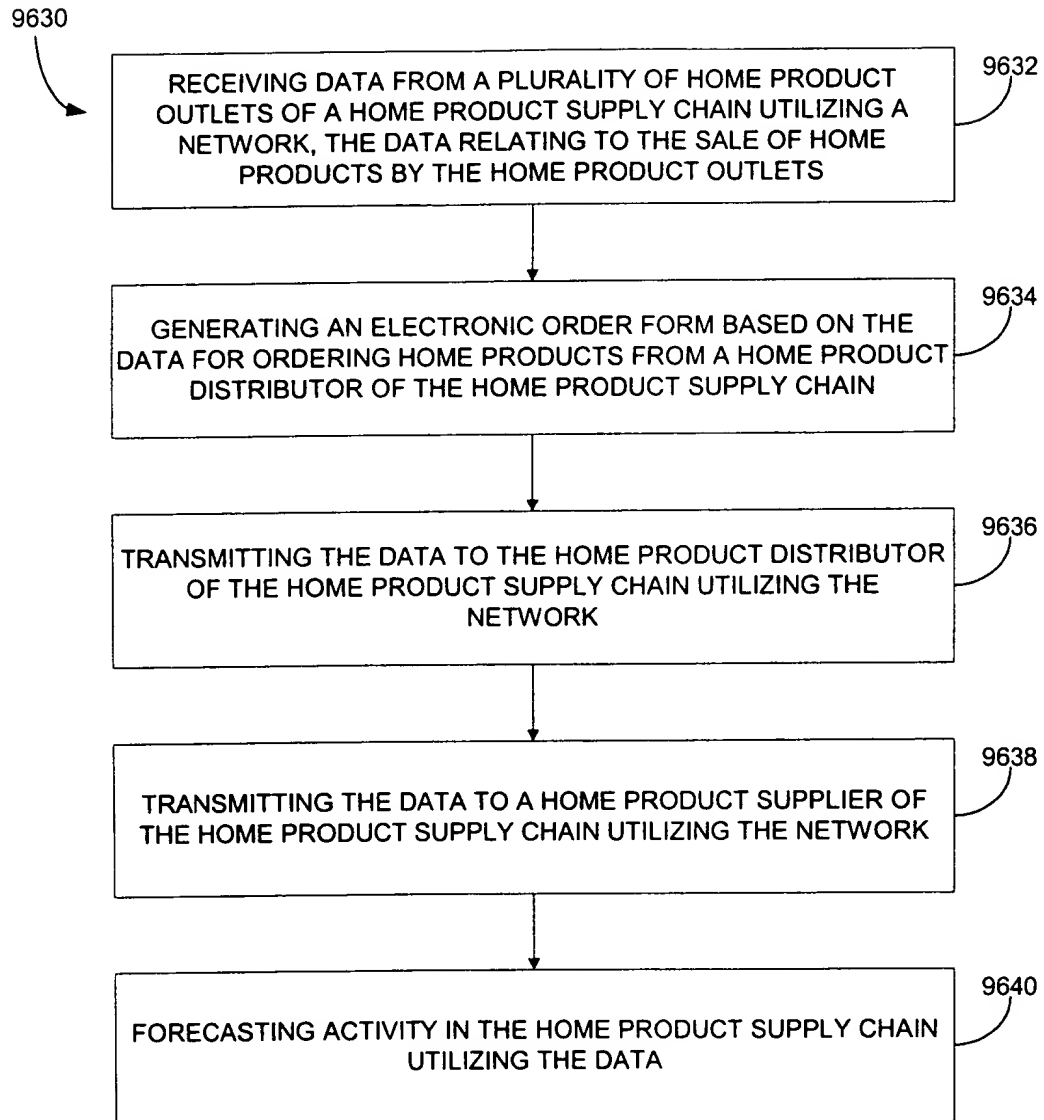 9630
RECEIVING DATA FROM A PLURALITY OF HOME PRODUCT
OUTLETS OF A HOME PRODUCT SUPPLY CHAIN UTILIZING A
NETWORK, THE DATA RELATING TO THE SALE OF HOME
PRODUCTS BY THE HOME PRODUCT OUTLETS
9632
GENERATING AN ELECTRONIC ORDER FORM BASED ON THE
DATA FOR ORDERING HOME PRODUCTS FROM A HOME PRODUCT
DISTRIBUTOR OF THE HOME PRODUCT SUPPLY CHAIN
9634
TRANSMITTING THE DATA TO THE HOME PRODUCT DISTRIBUTOR
OF THE HOME PRODUCT SUPPLY CHAIN UTILIZING THE
NETWORK
9636
TRANSMITTING THE DATA TO A HOME PRODUCT SUPPLIER OF
THE HOME PRODUCT SUPPLY CHAIN UTILIZING THE NETWORK
9638
FORECASTING ACTIVITY IN THE HOME PRODUCT SUPPLY CHAIN
UTILIZING THE DATA
9640